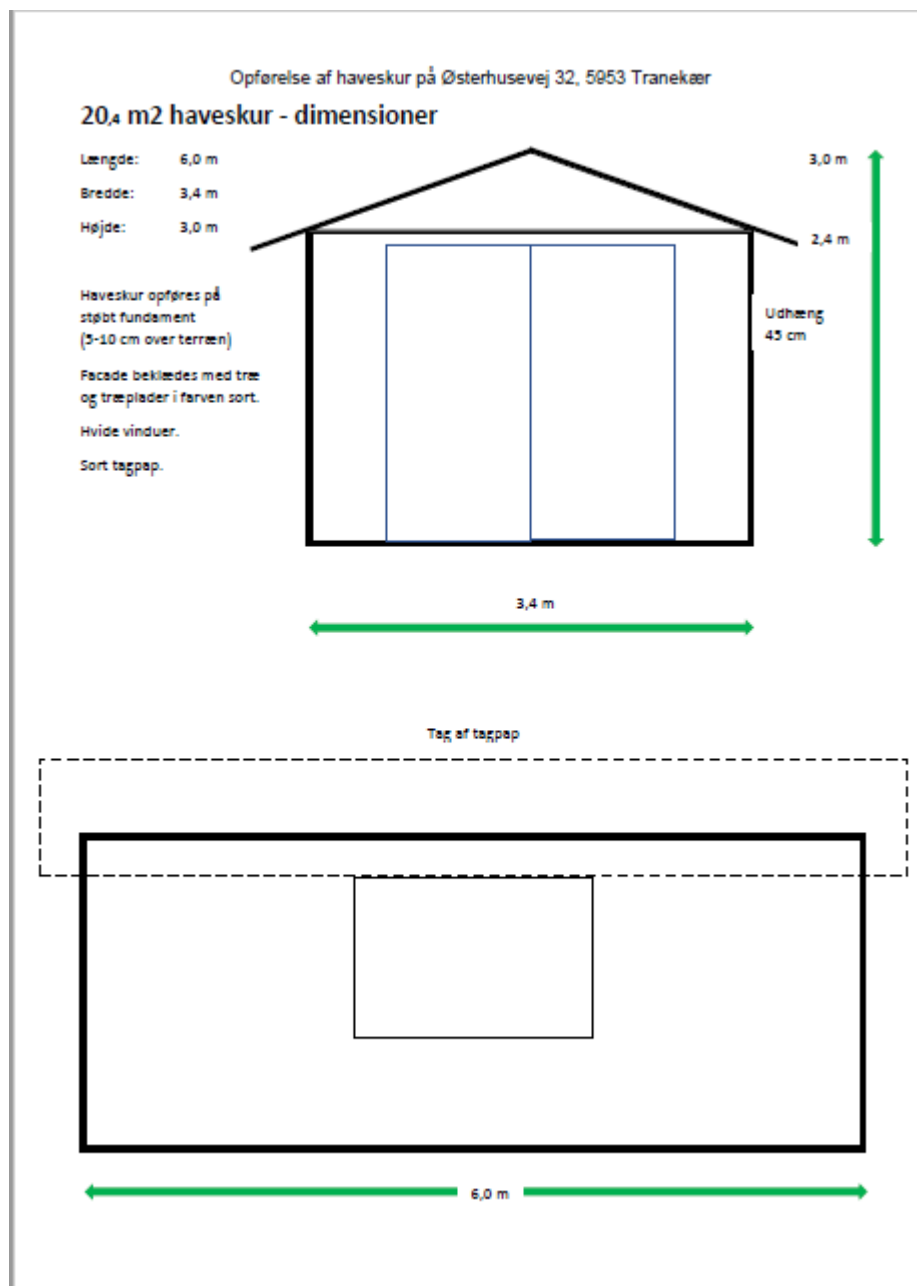 Opførelse af haveskur på Østerhusevej 32, 5953 Tranekær
20,4 m2 haveskur - dimensioner
Længde: 6,0 m
Bredde: 3,4 m
Højde: 3,0 m
Haveskur opføres på
støbt fundament
(5-10 cm over terræn)
Facade beklædes med træ
og træplader i farven sort.
Hvide vinduer.
Sort tagpap.
3,0 m
2,4 m
Udhæng
45 cm
3,4 m
Tag af tagpap
6,0 m